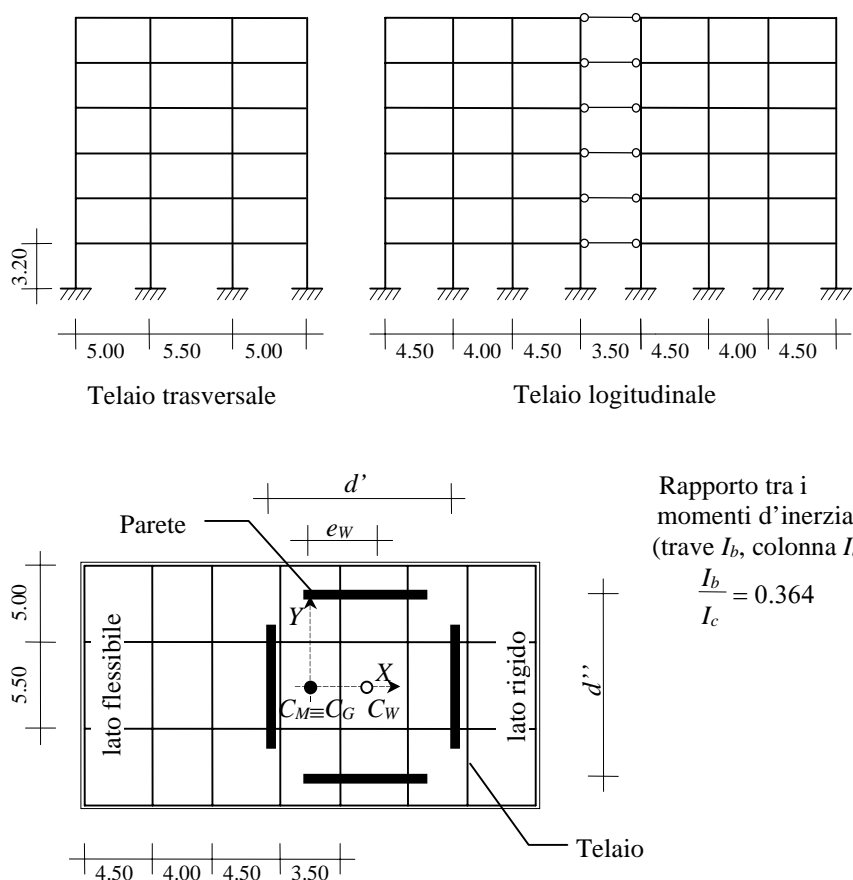 3.20
5.00 5.50 5.00
4.50 4.00 4.50 3.50 4.50 4.00 4.50
Telaio trasversale
Telaio logitudinale
d’
Parete
e_W
Rapporto tra i
momenti d’inerzia
(trave I_b, colonna I
I_b
I_c
= 0.364
5.00
5.50
lato flessibile
Y
X
C_M≡C_G C_W
lato rigido
d’’
Telaio
4.50 4.00 4.50 3.50